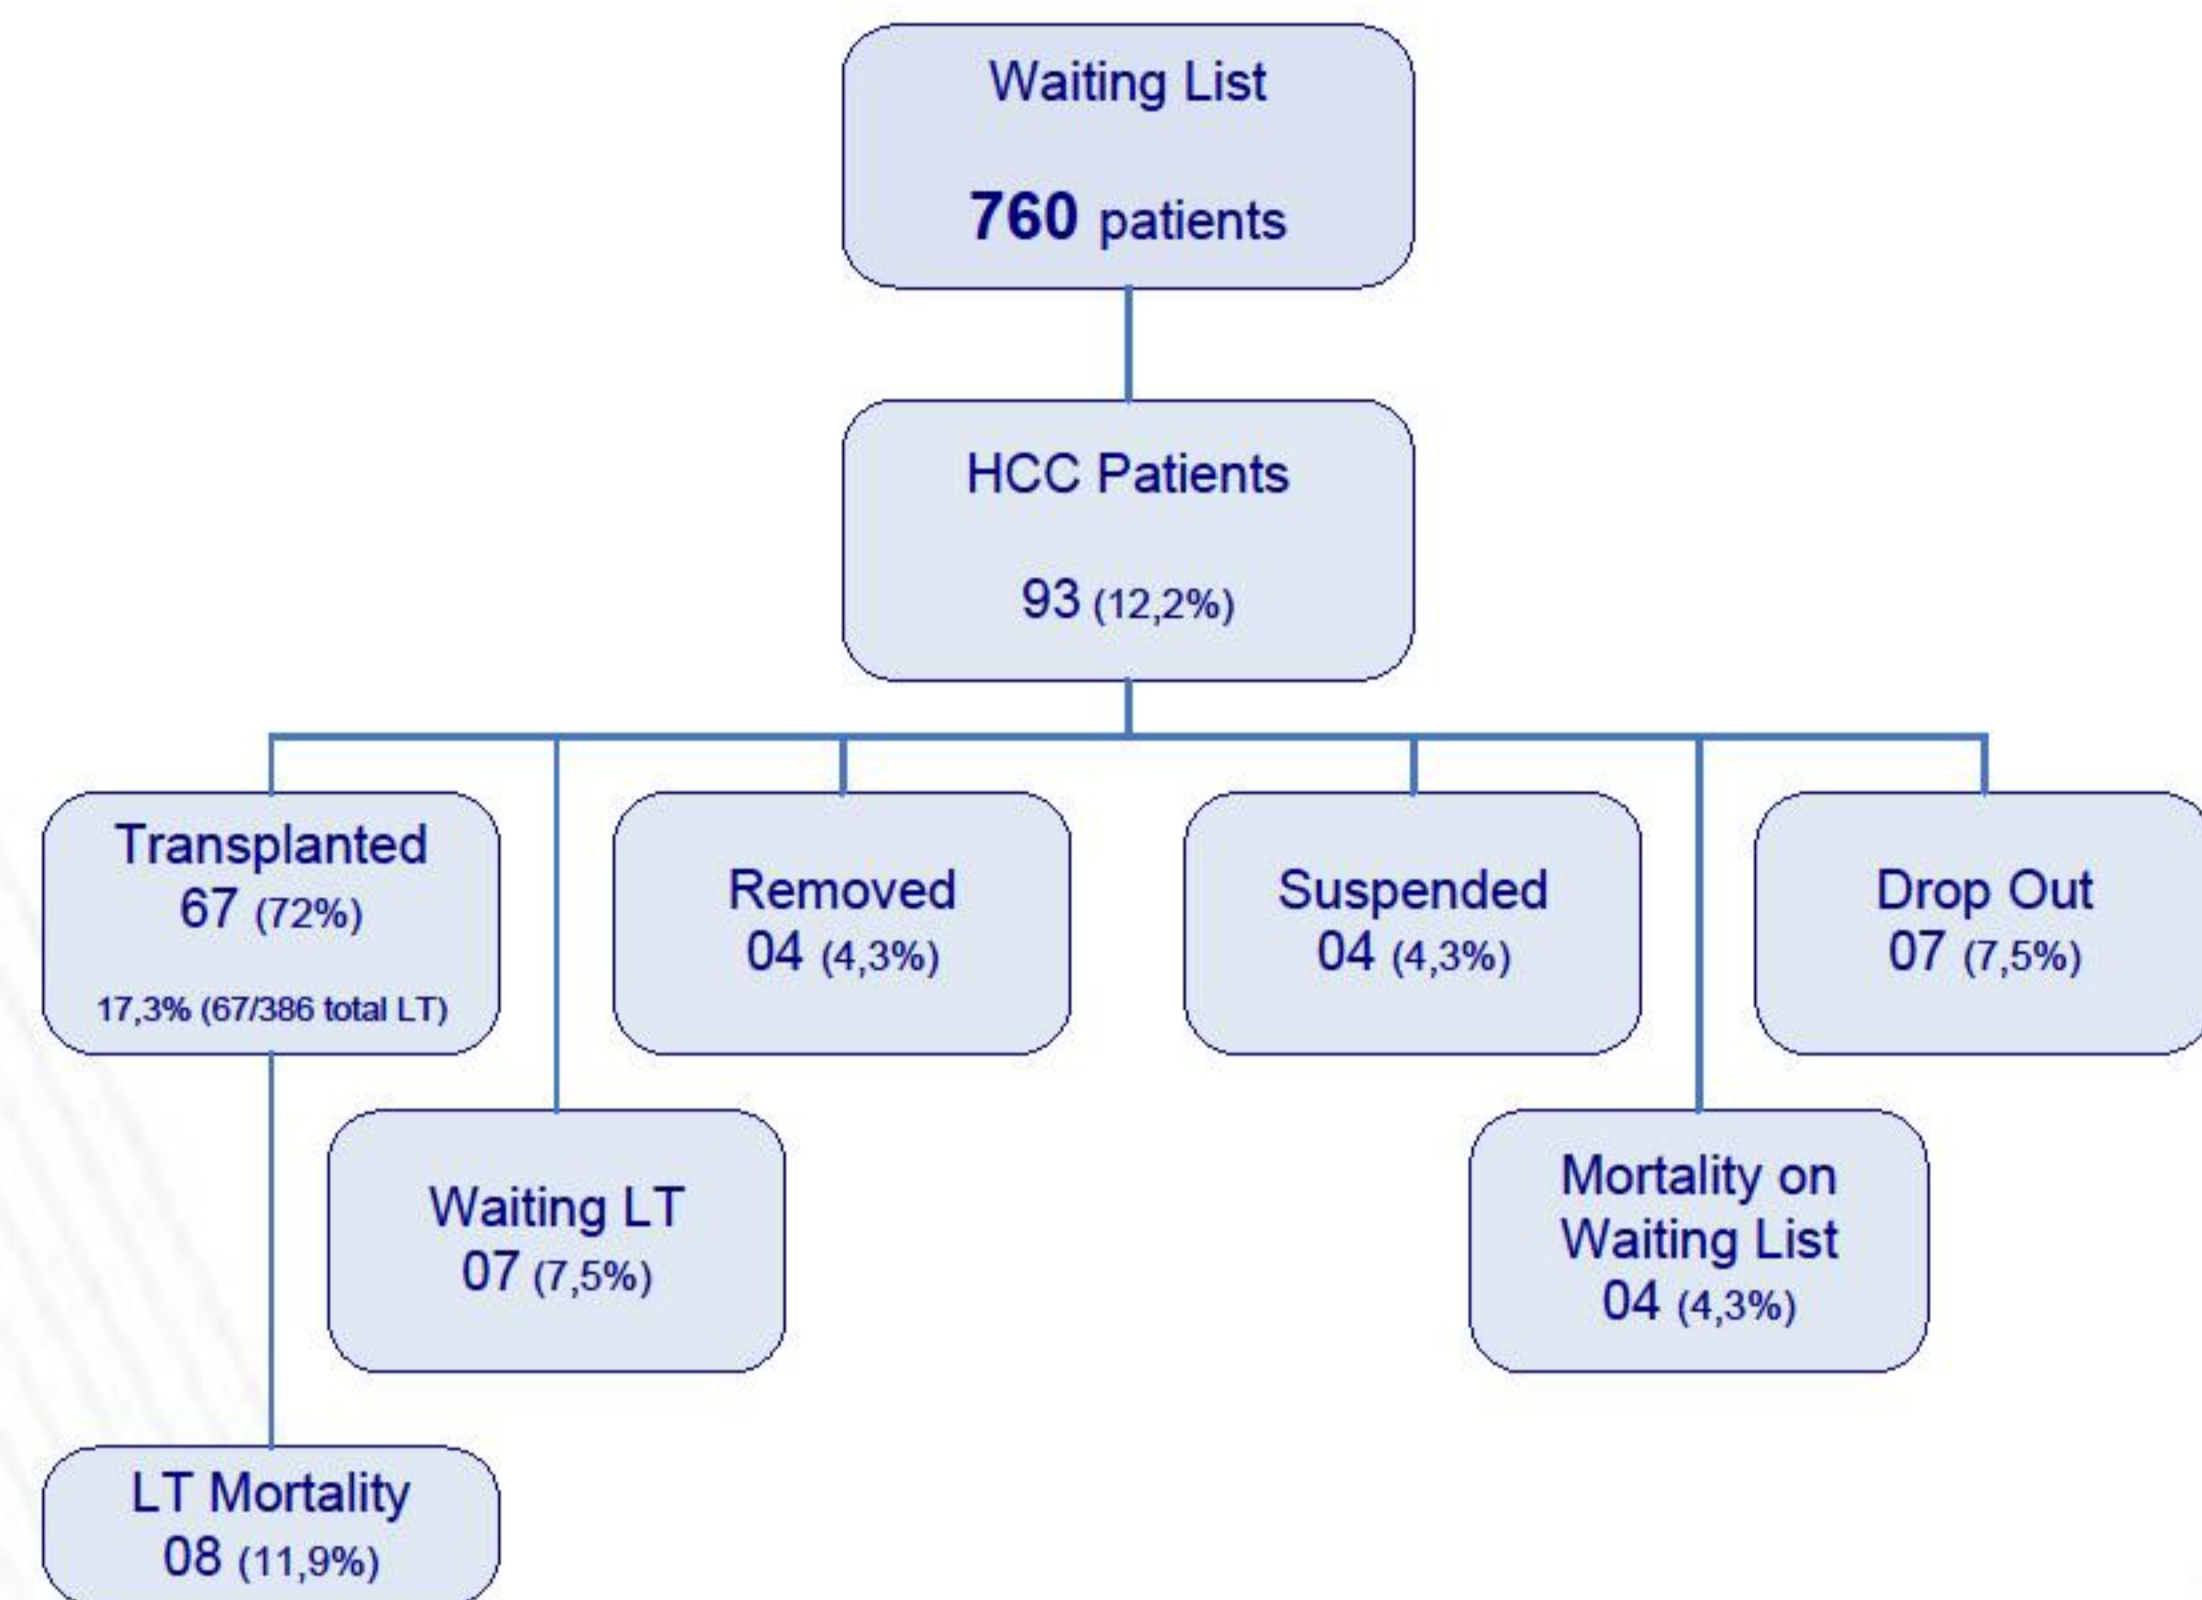 Waiting List
760 patients
HCC Patients
93 (12,2%)
Transplanted
67 (72%)
17,3% (67/386 total LT)
Removed
04 (4,3%)
Suspended
04 (4,3%)
Drop Out
07 (7,5%)
Waiting LT
07 (7,5%)
Mortality on
Waiting List
04 (4,3%)
LT Mortality
08 (11,9%)